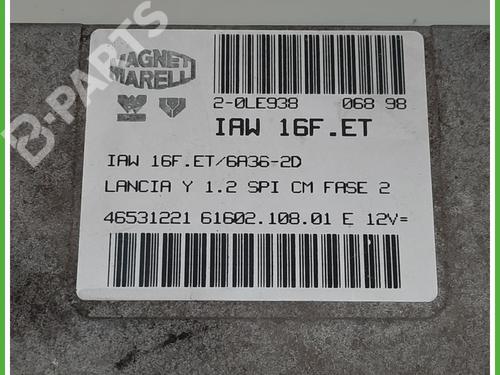 B-PARTS
MAGNETI
MARELLI
2-0LE938 068 98
IAW 16F.ET
IAW 16F.ET/6A36-2D
LANCIA Y 1.2 SPI CM FASE 2
46531221 61602.108.01 E 12V=